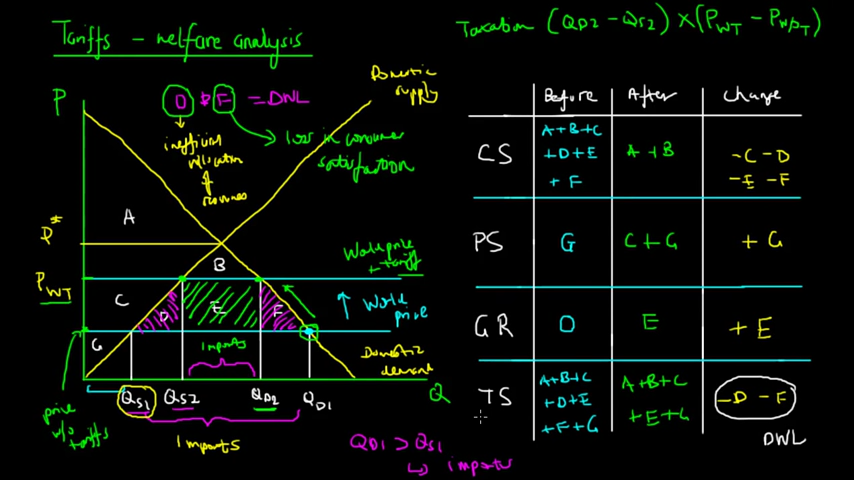 Tariffs - welfare analysis
Taxation (QD2 - QS2) × (PWT - PWPT)
D & F = DWL
inefficient
allocation
of
resources
loss in consumer
satisfaction
Domestic
supply
P
A
P*
B
World price
+ tariff
PWT
C
D
E
F
World
price
G
imports
Domestic
demand
QS1
QS2
QD2
QD1
Q
price
w/o
tariffs
imports
QD1 > QS1
↳ imports
Before
After
Change
CS
A+B+C
+D+E
+F
A+B
-C-D
-E-F
PS
G
C+G
+G
GR
0
E
+E
TS
A+B+C
+D+E
+F+G
A+B+C
+E+G
-D-F
DWL